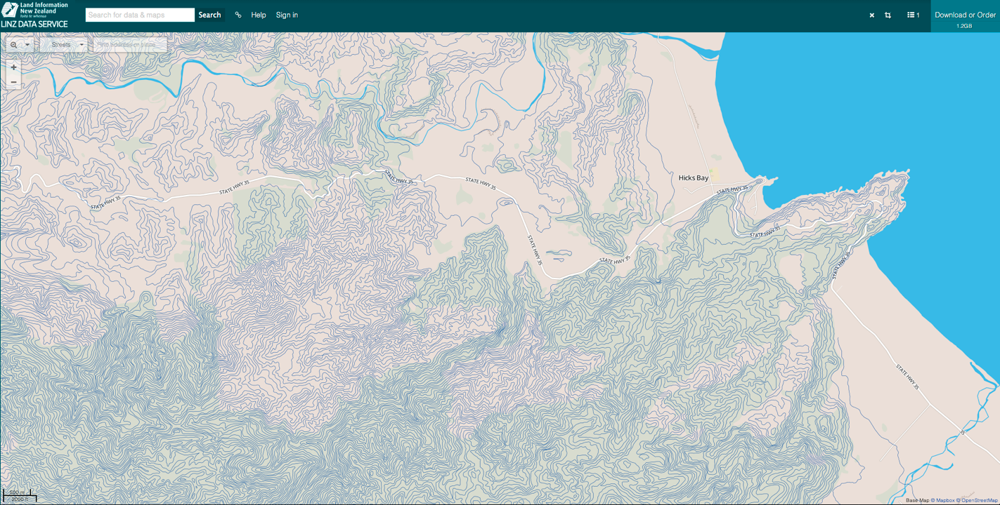 Land Information
New Zealand
Toitū te whenua
LINZ DATA SERVICE
Search for data & maps
Search
Help
Sign in
1
Download or Order
1.2GB
Streets
Find address or place
+
−
Hicks Bay
STATE HWY 35
STATE HWY 35
STATE HWY 35
STATE HWY 35
STATE HWY 35
STATE HWY 35
STATE HWY 35
STATE HWY 35
STATE HWY 35
STATE HWY 35
500 m
2000 ft
Base Map © Mapbox © OpenStreetMap